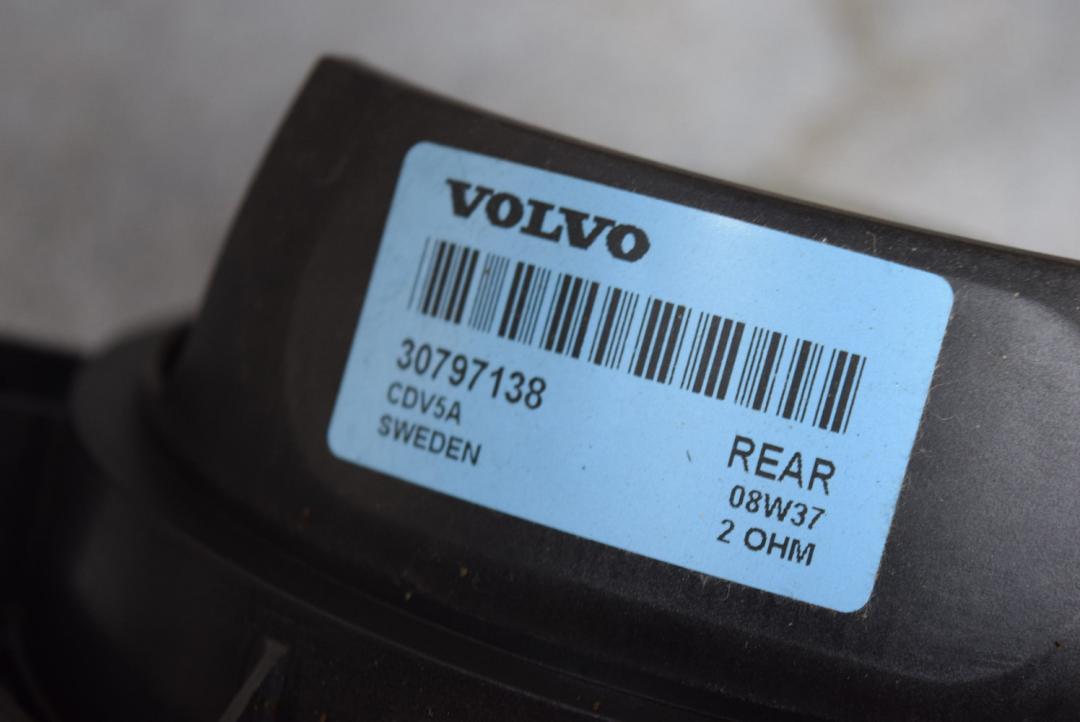 VOLVO
30797138
CDV5A
SWEDEN
REAR
08W37
2 OHM